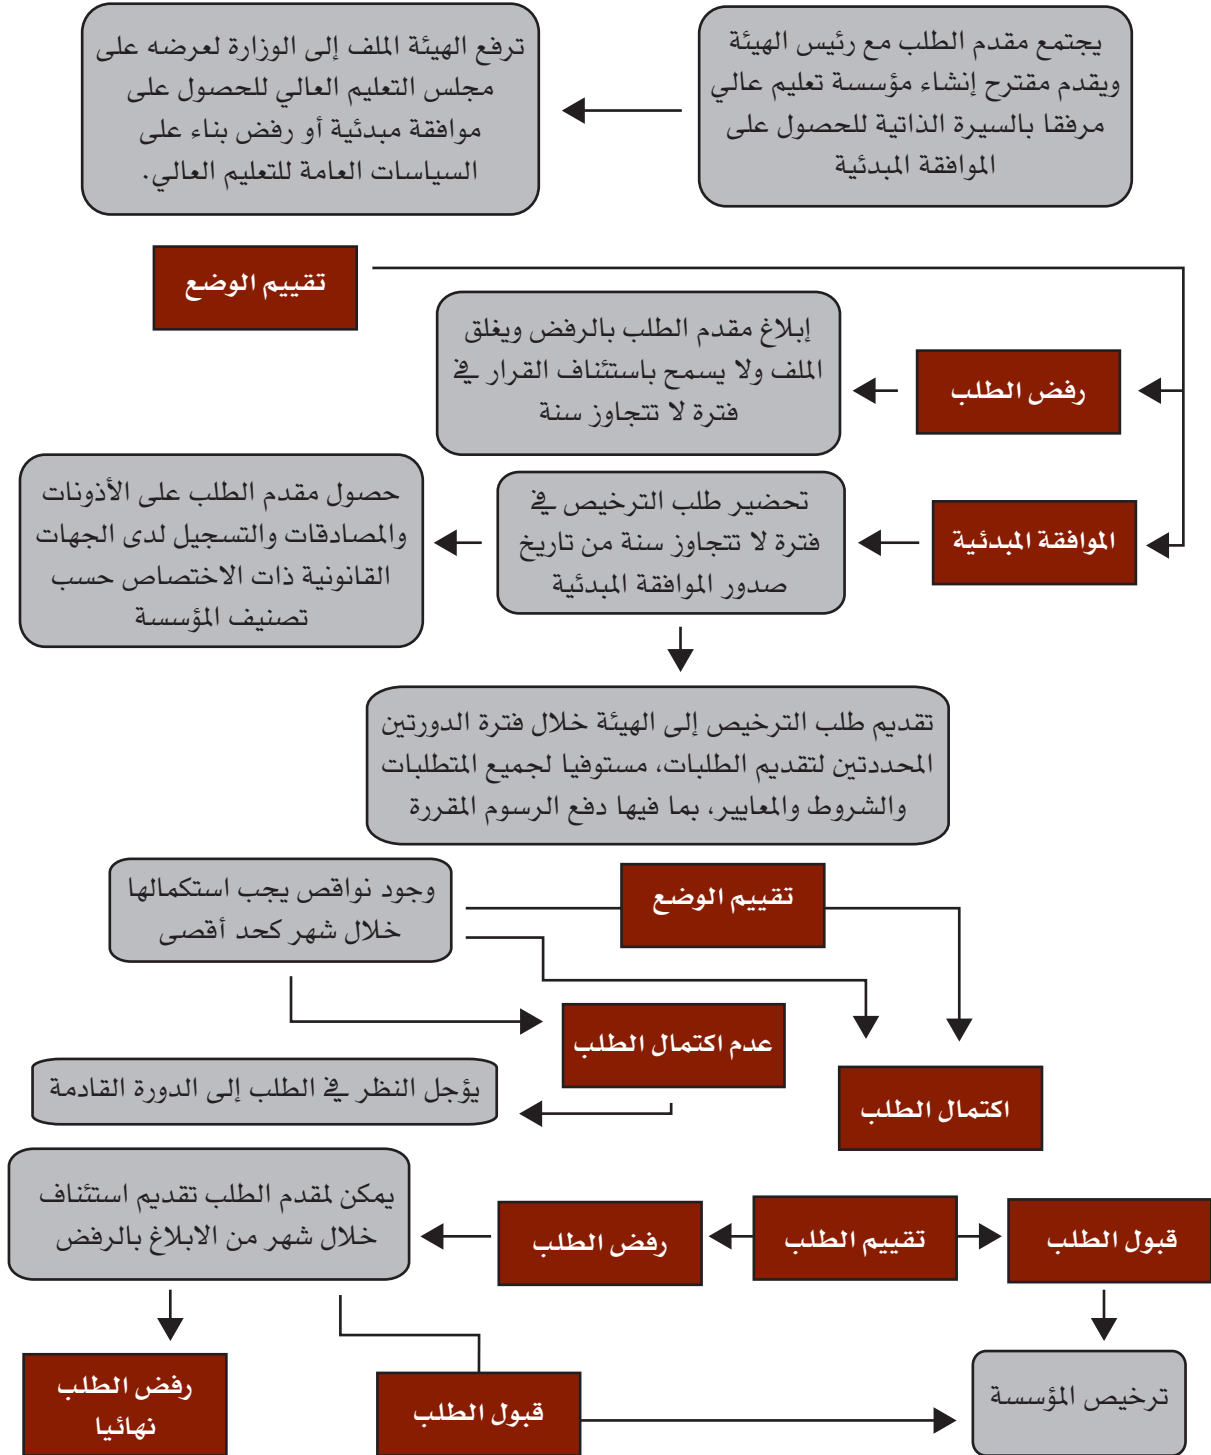 يجتمع مقدم الطلب مع رئيس الهيئة
ويقدم مقترح إنشاء مؤسسة تعليم عالي
مرفقا بالسيرة الذاتية للحصول على
الموافقة المبدئية
ترفع الهيئة الملف إلى الوزارة لعرضه على
مجلس التعليم العالي للحصول على
موافقة مبدئية أو رفض بناء على
السياسات العامة للتعليم العالي.
تقييم الوضع
رفض الطلب
إبلاغ مقدم الطلب بالرفض ويغلق
الملف ولا يسمح باستئناف القرار في
فترة لا تتجاوز سنة
الموافقة المبدئية
تحضير طلب الترخيص في
فترة لا تتجاوز سنة من تاريخ
صدور الموافقة المبدئية
حصول مقدم الطلب على الأذونات
والمصادقات والتسجيل لدى الجهات
القانونية ذات الاختصاص حسب
تصنيف المؤسسة
تقديم طلب الترخيص إلى الهيئة خلال فترة الدورتين
المحددتين لتقديم الطلبات، مستوفيا لجميع المتطلبات
والشروط والمعايير، بما فيها دفع الرسوم المقررة
تقييم الوضع
وجود نواقص يجب استكمالها
خلال شهر كحد أقصى
عدم اكتمال الطلب
يؤجل النظر في الطلب إلى الدورة القادمة
اكتمال الطلب
قبول الطلب
تقييم الطلب
رفض الطلب
يمكن لمقدم الطلب تقديم استئناف
خلال شهر من الابلاغ بالرفض
ترخيص المؤسسة
قبول الطلب
رفض الطلب
نهائيا